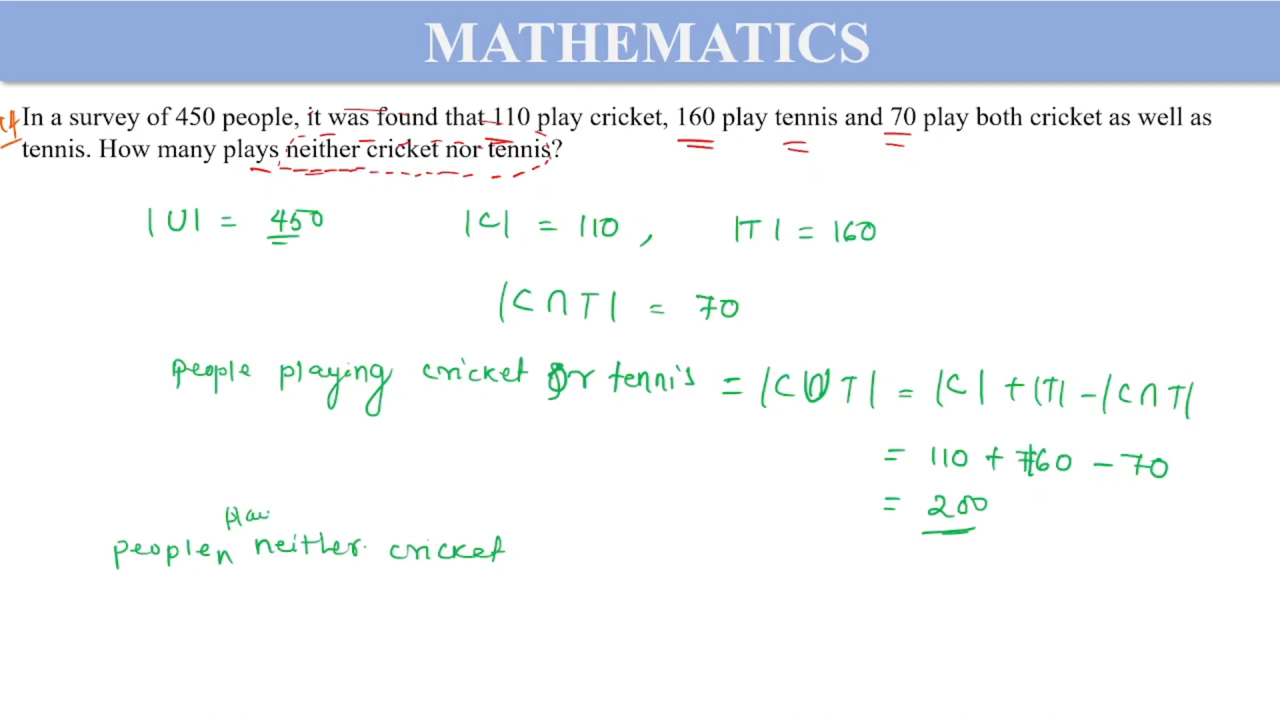 MATHEMATICS
In a survey of 450 people, it was found that 110 play cricket, 160 play tennis and 70 play both cricket as well as
tennis. How many plays neither cricket nor tennis?
|U| = 450 |C| = 110 , |T| = 160
|C ∩ T| = 70
people playing cricket or tennis = |C U T| = |C| + |T| - |C ∩ T|
= 110 + 160 - 70
= 200
play
people neither cricket